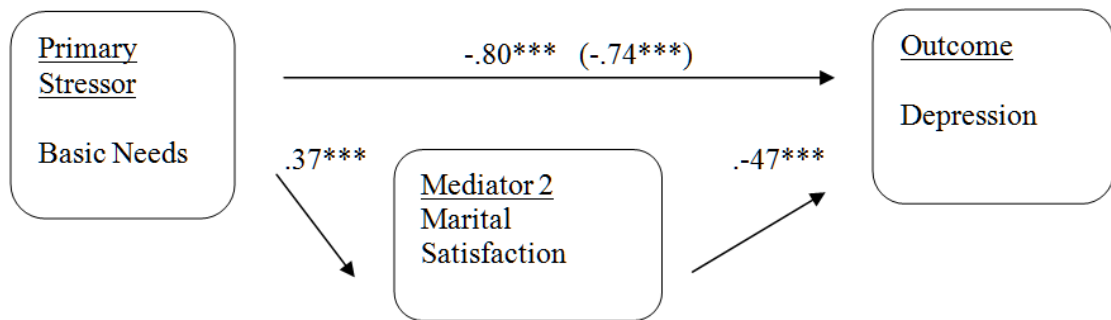 Primary
Stressor
Basic Needs
-.80*** (-.74***)
Outcome
Depression
.37***
Mediator 2
Marital
Satisfaction
.-47***